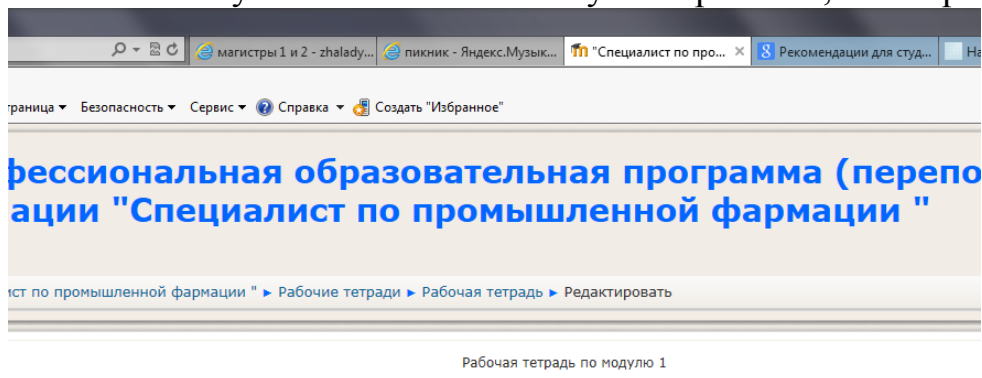 магистры 1 и 2 - zhalady... пикник - Яндекс.Музык... "Специалист по про... Рекомендации для студ... На
траница Безопасность Сервис Справка Создать "Избранное"
фессиональная образовательная программа (перепо
ации "Специалист по промышленной фармации "
ист по промышленной фармации " ► Рабочие тетради ► Рабочая тетрадь ► Редактировать
Рабочая тетрадь по модулю 1